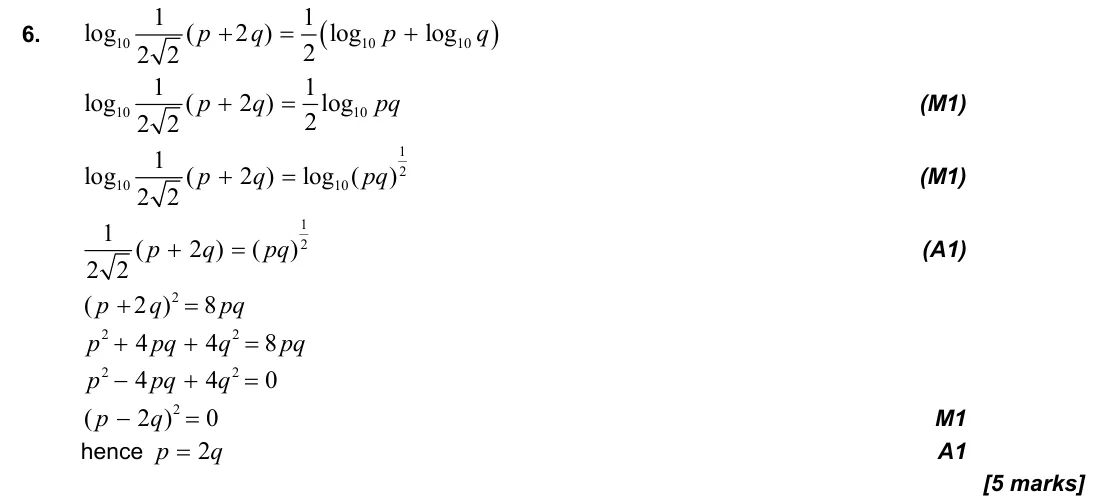 6. log₁₀ 1/(2√2) (p + 2q) = 1/2 (log₁₀ p + log₁₀ q)
log₁₀ 1/(2√2) (p + 2q) = 1/2 log₁₀ pq (M1)
log₁₀ 1/(2√2) (p + 2q) = log₁₀ (pq)^(1/2) (M1)
1/(2√2) (p + 2q) = (pq)^(1/2) (A1)
(p + 2q)² = 8pq
p² + 4pq + 4q² = 8pq
p² − 4pq + 4q² = 0
(p − 2q)² = 0 M1
hence p = 2q A1
[5 marks]